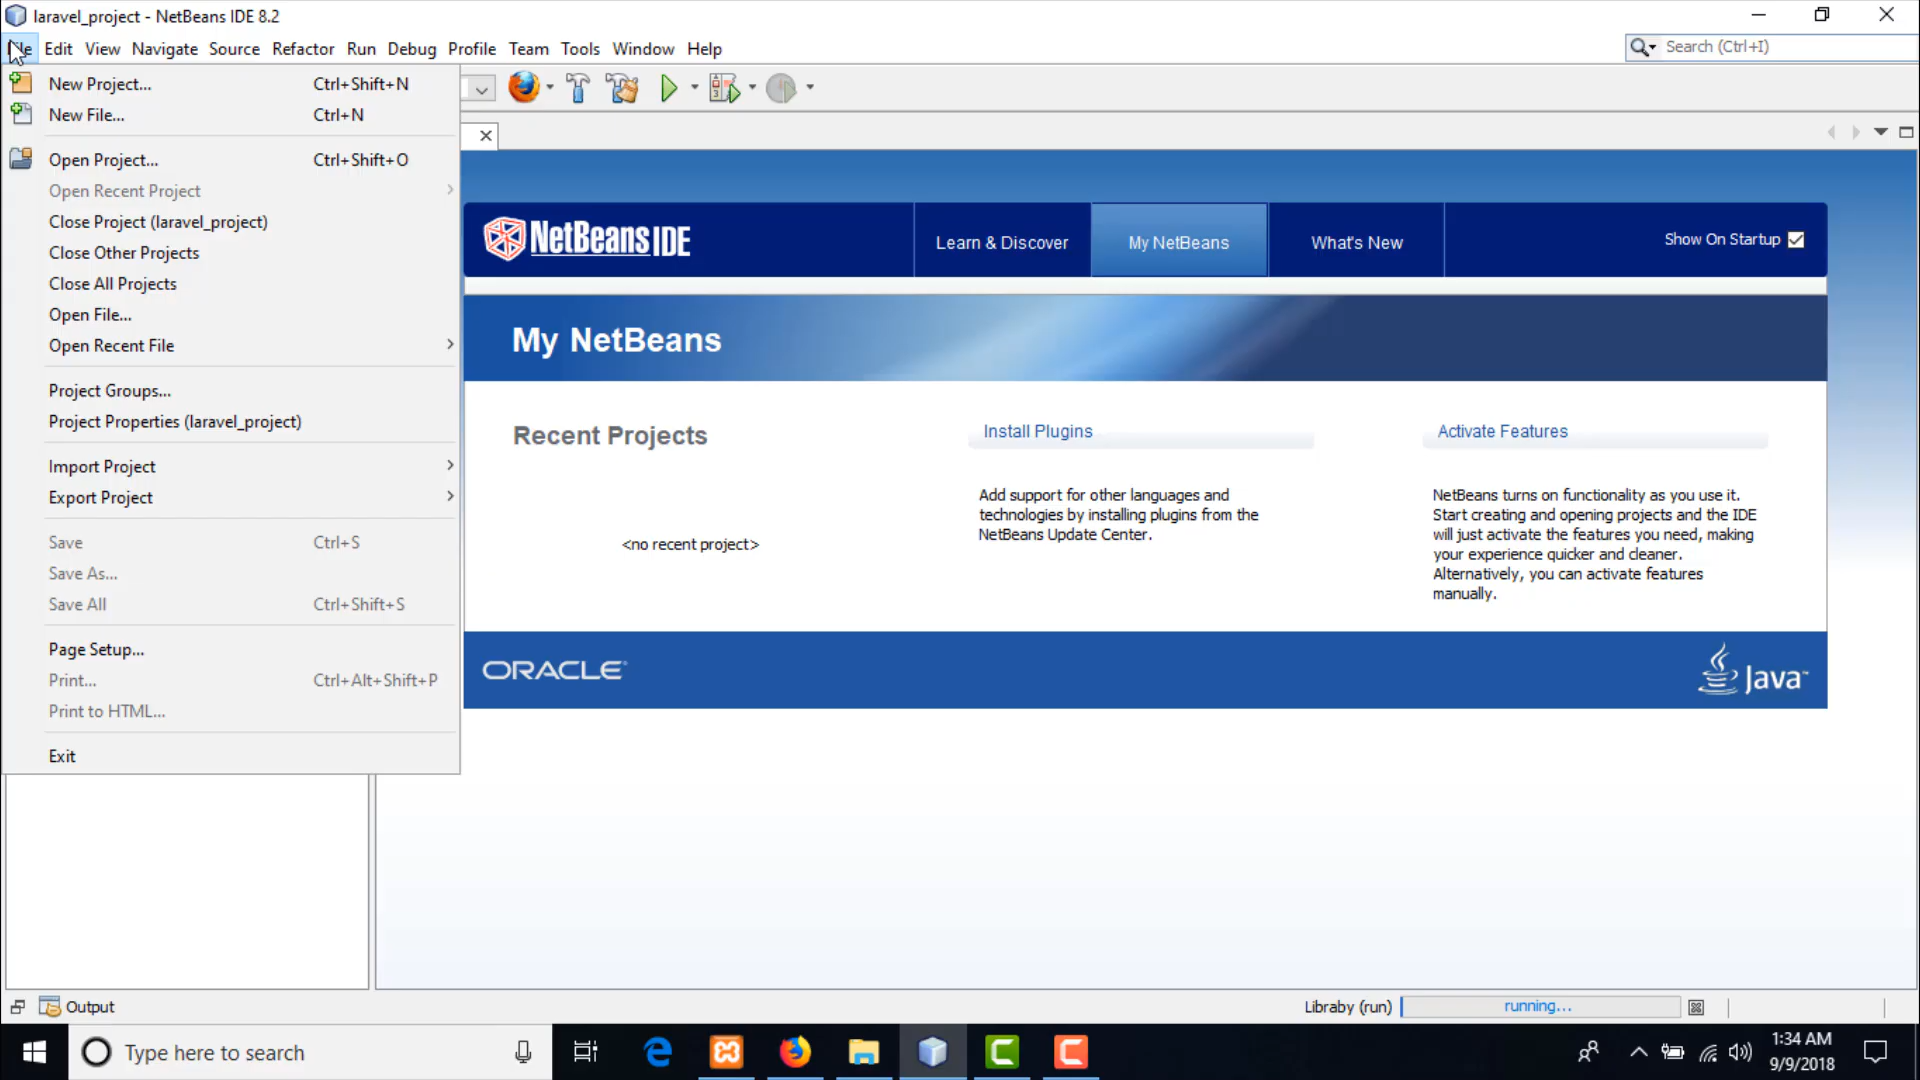 laravel_project - NetBeans IDE 8.2
File Edit View Navigate Source Refactor Run Debug Profile Team Tools Window Help
Search (Ctrl+I)
New Project... Ctrl+Shift+N
New File... Ctrl+N
Open Project... Ctrl+Shift+O
Open Recent Project
Close Project (laravel_project)
Close Other Projects
Close All Projects
Open File...
Open Recent File
Project Groups...
Project Properties (laravel_project)
Import Project
Export Project
Save Ctrl+S
Save As...
Save All Ctrl+Shift+S
Page Setup...
Print... Ctrl+Alt+Shift+P
Print to HTML...
Exit
NetBeans IDE
Learn & Discover
My NetBeans
What's New
Show On Startup
My NetBeans
Recent Projects
<no recent project>
Install Plugins
Add support for other languages and
technologies by installing plugins from the
NetBeans Update Center.
Activate Features
NetBeans turns on functionality as you use it.
Start creating and opening projects and the IDE
will just activate the features you need, making
your experience quicker and cleaner.
Alternatively, you can activate features
manually.
ORACLE
Java™
Output
Libraby (run)
running...
Type here to search
1:34 AM
9/9/2018